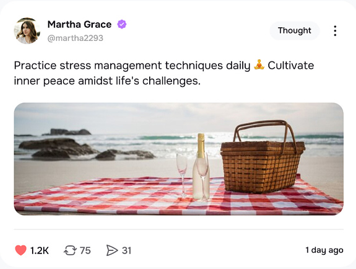 Martha Grace
@martha2293
Thought
Practice stress management techniques daily 🧘 Cultivate
inner peace amidst life's challenges.
1.2K
75
31
1 day ago